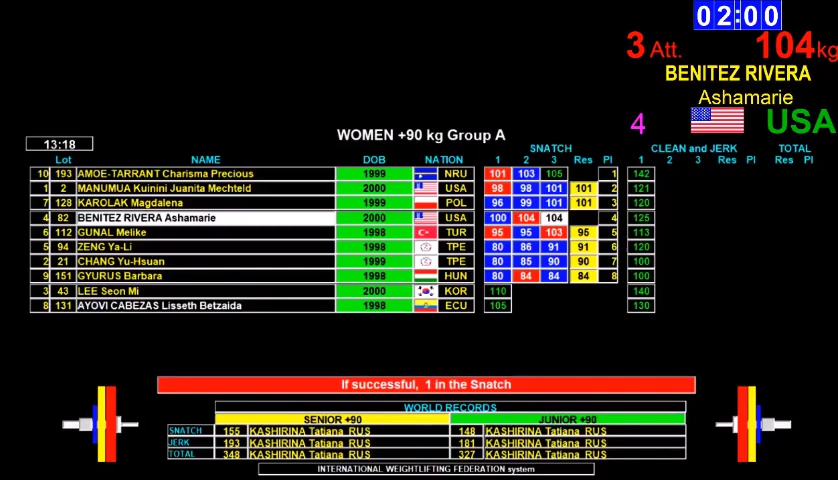 02:00
3 Att. 104kg
BENITEZ RIVERA
Ashamarie
4 USA
13:18
WOMEN +90 kg Group A
SNATCH CLEAN and JERK TOTAL
Lot NAME DOB NATION 1 2 3 Res Pl 1 2 3 Res Pl Res Pl
10 193 AMOE-TARRANT Charisma Precious 1999 NRU 101 103 105 1 142
1 2 MANUMUA Kuinini Juanita Mechteld 2000 USA 98 98 101 101 2 121
7 128 KAROLAK Magdalena 1998 POL 96 99 101 101 3 120
4 82 BENITEZ RIVERA Ashamarie 2000 USA 100 104 104 4 125
6 112 GUNAL Melike 1998 TUR 95 95 103 95 5 113
5 94 ZENG Ya-Li 1998 TPE 80 86 91 91 6 120
2 21 CHANG Yu-Hsuan 1998 TPE 80 85 90 90 7 100
9 151 GYURUS Barbara 1998 HUN 80 84 84 84 8 100
3 43 LEE Seon Mi 2000 KOR 110 140
8 131 AYOVI CABEZAS Lisseth Betzaida 1998 ECU 105 130
If successful, 1 in the Snatch
WORLD RECORDS
SENIOR +90 JUNIOR +90
SNATCH 155 KASHIRINA Tatiana RUS 148 KASHIRINA Tatiana RUS
JERK 193 KASHIRINA Tatiana RUS 181 KASHIRINA Tatiana RUS
TOTAL 348 KASHIRINA Tatiana RUS 327 KASHIRINA Tatiana RUS
INTERNATIONAL WEIGHTLIFTING FEDERATION system